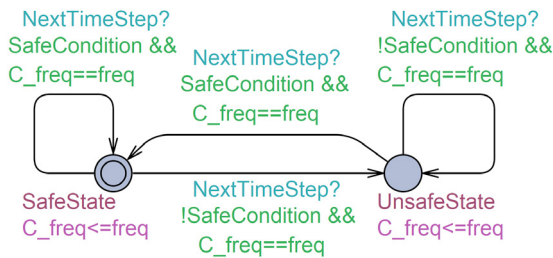 NextTimeStep?
SafeCondition &&
C_freq==freq
NextTimeStep?
SafeCondition &&
C_freq==freq
NextTimeStep?
!SafeCondition &&
C_freq==freq
SafeState
C_freq<=freq
NextTimeStep?
!SafeCondition &&
C_freq==freq
UnsafeState
C_freq<=freq